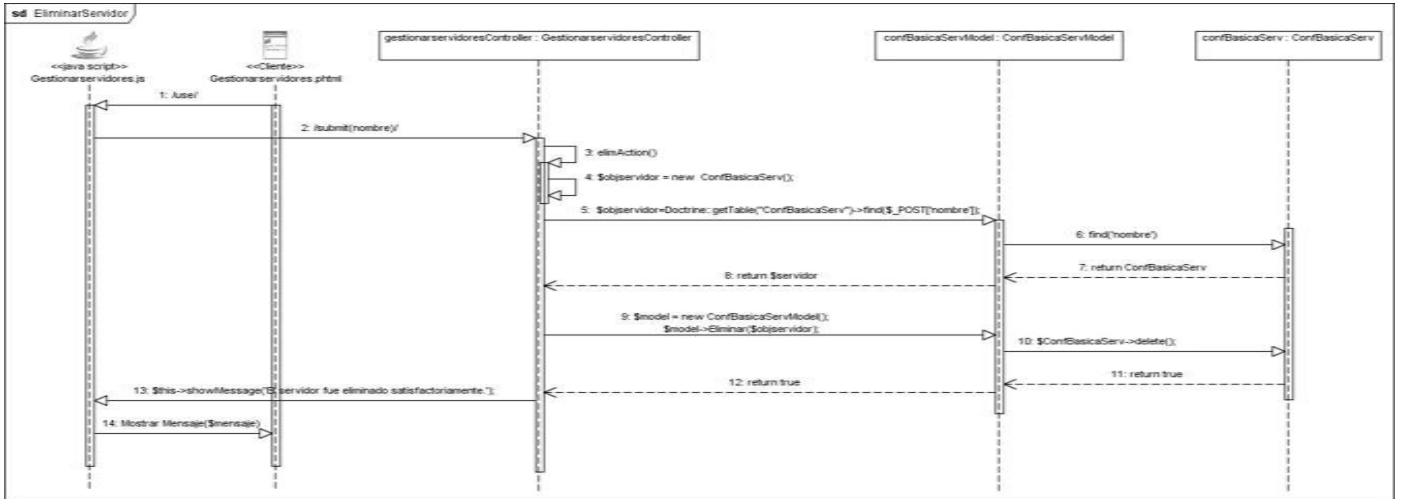 sd EliminarServidor
gestionarservidoresController : GestionarservidoresController
confBasicaServModel : ConfBasicaServModel
confBasicaServ : ConfBasicaServ
<<java script>>
Gestionarservidores.js
<<Cliente>>
Gestionarservidores.phtml
1: /use/
2: /submit(nombre)/
3: elimAction()
4: $objservidor = new ConfBasicaServ();
5: $objservidor=Doctrine::getTable("ConfBasicaServ")->find($_POST['nombre']);
6: find('nombre')
7: return ConfBasicaServ
8: return $servidor
9: $model = new ConfBasicaServModel();
$model->Eliminar($objservidor);
10: $ConfBasicaServ->delete();
11: return true
12: return true
13: $this->showMessage('El servidor fue eliminado satisfactoriamente.');
14: Mostrar Mensaje($mensaje)